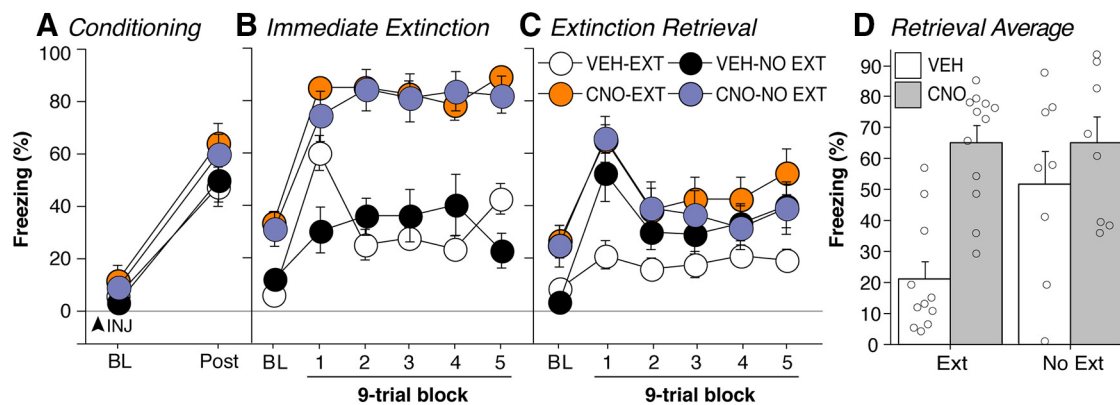 A Conditioning
B Immediate Extinction
C Extinction Retrieval
D Retrieval Average
Freezing (%)
100
80
60
40
20
0
INJ
BL Post
BL 1 2 3 4 5
9-trial block
VEH-EXT VEH-NO EXT
CNO-EXT CNO-NO EXT
BL 1 2 3 4 5
9-trial block
Freezing (%)
90
80
70
60
50
40
30
20
10
0
VEH
CNO
Ext No Ext